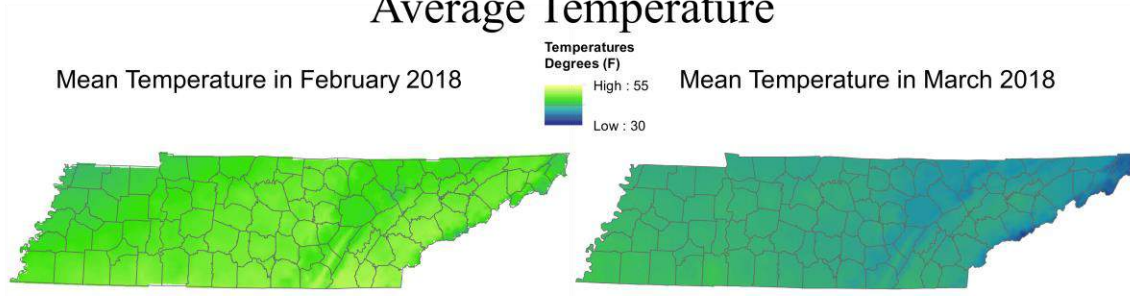 Average Temperature
Temperatures
Degrees (F)
Mean Temperature in February 2018
High : 55
Low : 30
Mean Temperature in March 2018